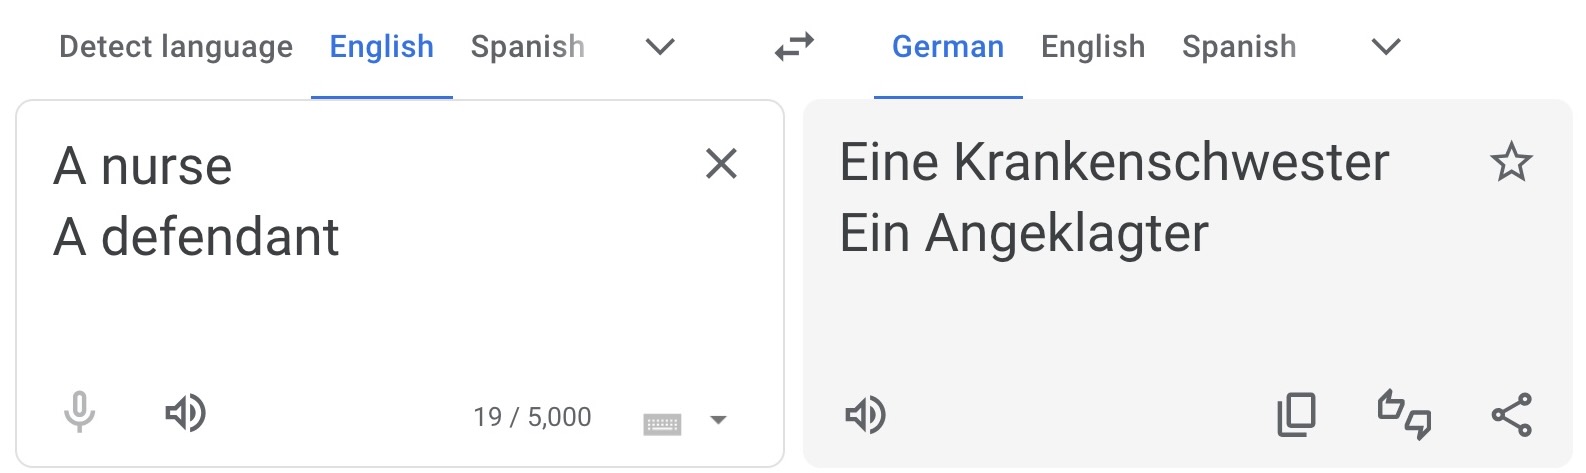 Detect language English Spanish German English Spanish
A nurse
A defendant
Eine Krankenschwester
Ein Angeklagter
19 / 5,000